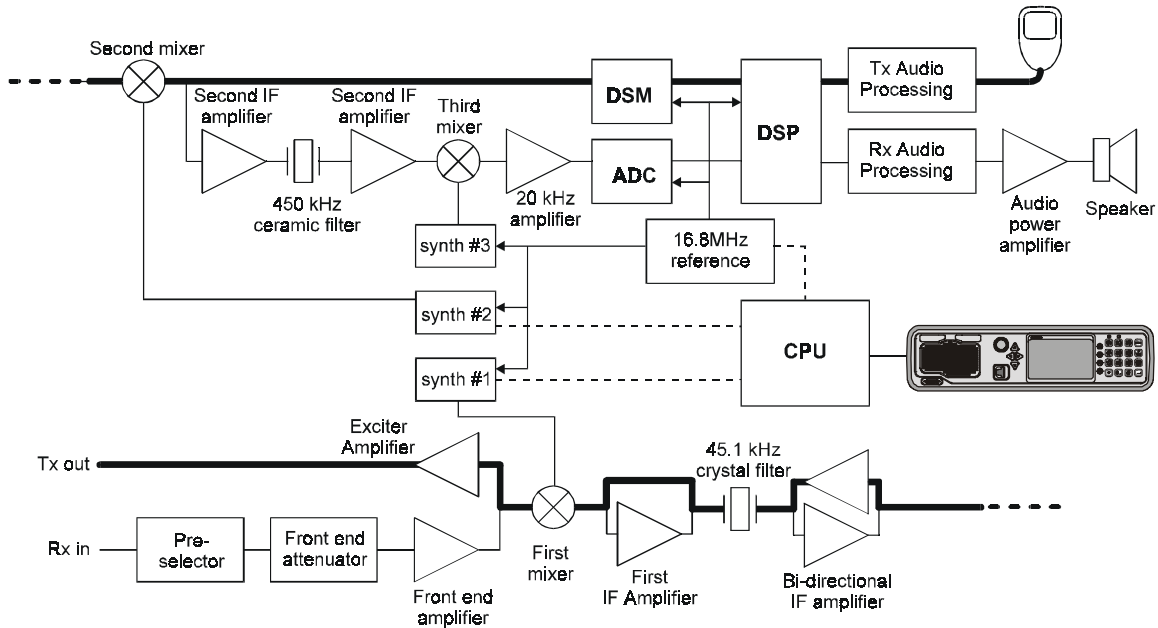 Second mixer
Second IF
amplifier
Second IF
amplifier
Third
mixer
450 kHz
ceramic filter
20 kHz
amplifier
DSM
ADC
DSP
Tx Audio
Processing
Rx Audio
Processing
Audio
power
amplifier
Speaker
synth #3
16.8MHz
reference
synth #2
synth #1
CPU
Exciter
Amplifier
45.1 kHz
crystal filter
Tx out
Rx in
Pre-
selector
Front end
attenuator
Front end
amplifier
First
mixer
First
IF Amplifier
Bi-directional
IF amplifier